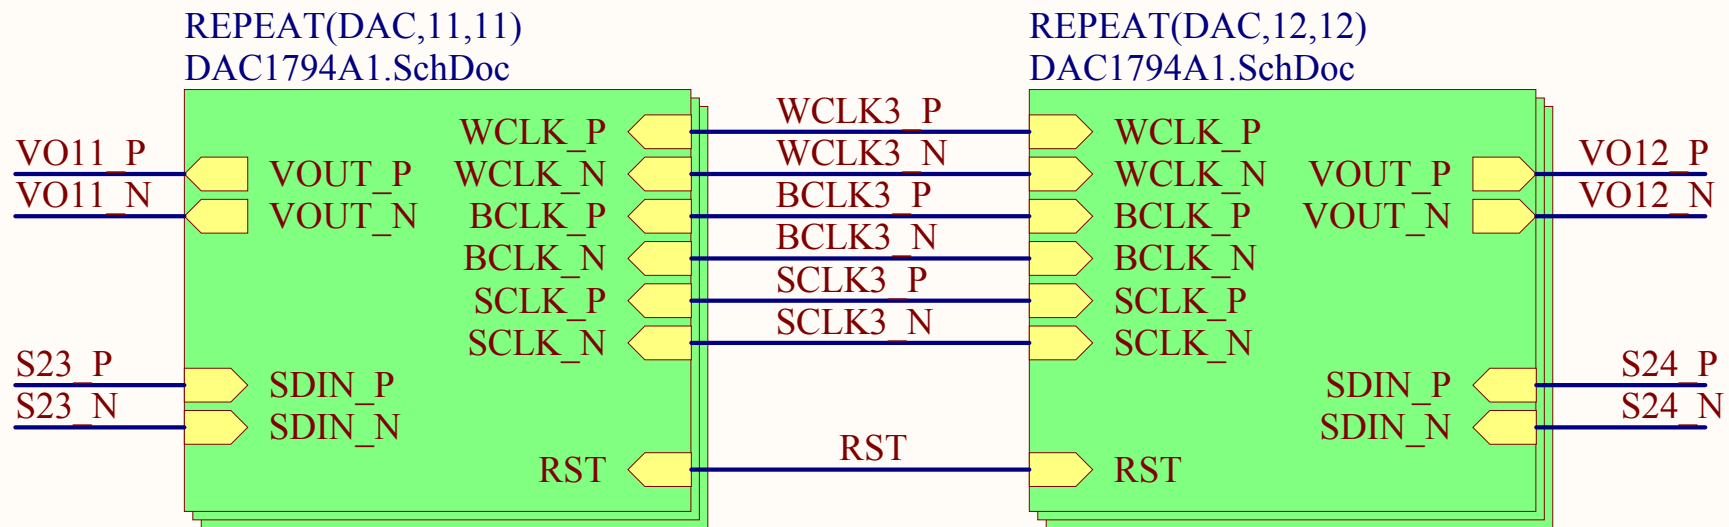 REPEAT(DAC,11,11)
DAC1794A1.SchDoc
REPEAT(DAC,12,12)
DAC1794A1.SchDoc
VO11_P
VO11_N
S23_P
S23_N
VOUT_P
VOUT_N
SDIN_P
SDIN_N
WCLK_P
WCLK_N
BCLK_P
BCLK_N
SCLK_P
SCLK_N
RST
WCLK3_P
WCLK3_N
BCLK3_P
BCLK3_N
SCLK3_P
SCLK3_N
RST
WCLK_P
WCLK_N
BCLK_P
BCLK_N
SCLK_P
SCLK_N
RST
VOUT_P
VOUT_N
SDIN_P
SDIN_N
VO12_P
VO12_N
S24_P
S24_N